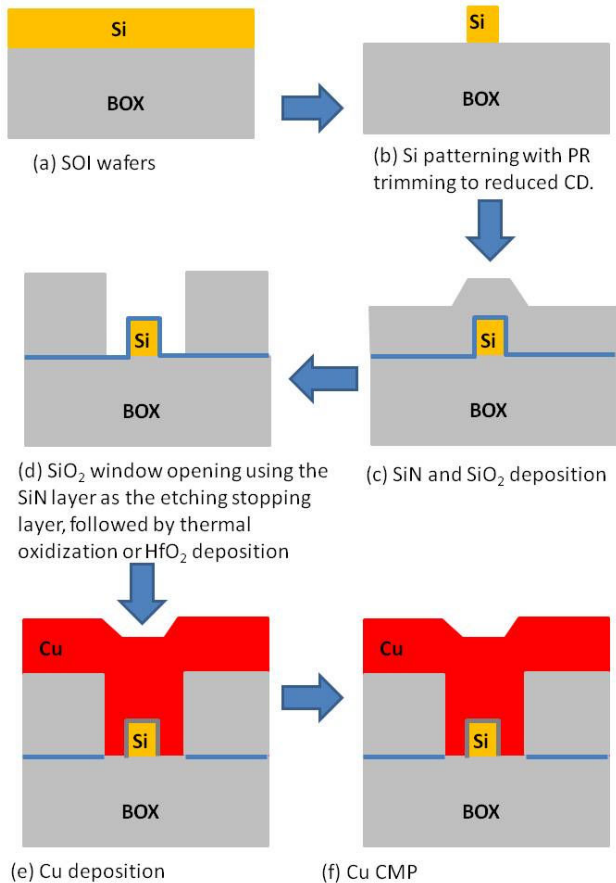 Si
BOX
(a) SOI wafers
Si
BOX
(b) Si patterning with PR
trimming to reduced CD.
Si
BOX
(d) SiO₂ window opening using the
SiN layer as the etching stopping
layer, followed by thermal
oxidization or HfO₂ deposition
Si
BOX
(c) SiN and SiO₂ deposition
Cu
Si
BOX
(e) Cu deposition
Cu
Si
BOX
(f) Cu CMP